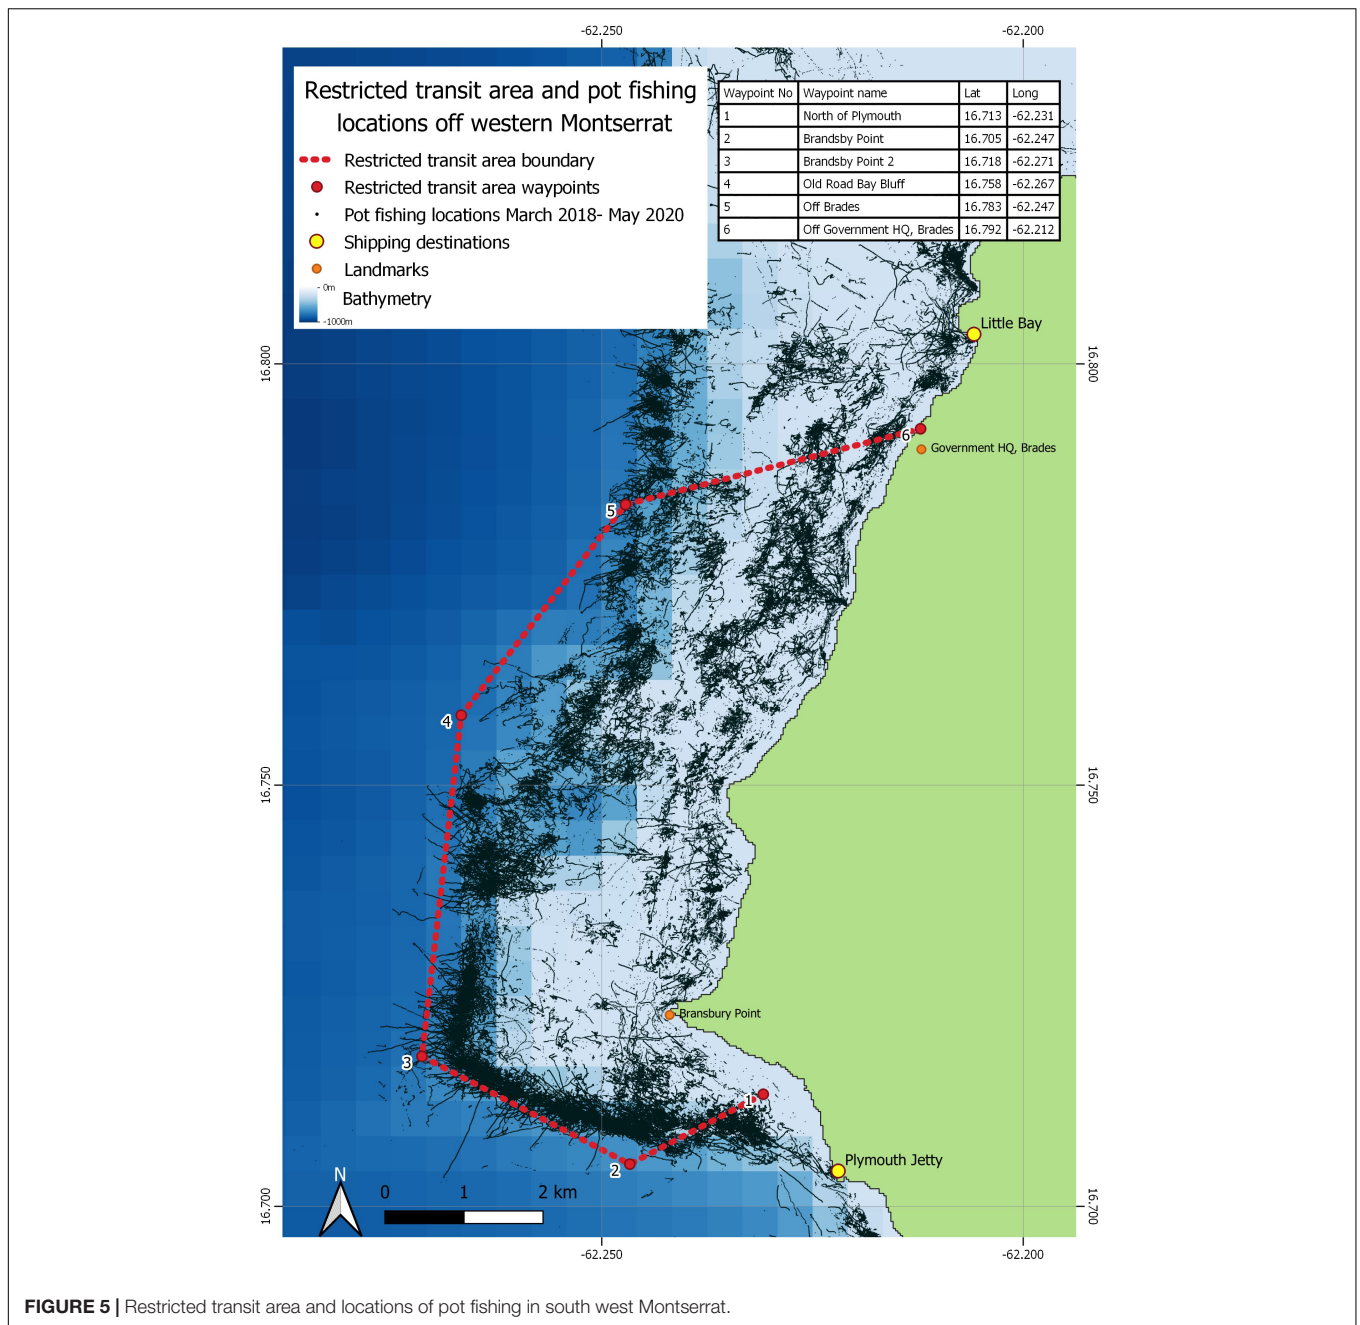 -62.250
-62.200
Restricted transit area and pot fishing
locations off western Montserrat
Restricted transit area boundary
Restricted transit area waypoints
Pot fishing locations March 2018- May 2020
Shipping destinations
Landmarks
0m
Bathymetry
-1000m
Waypoint No Waypoint name Lat Long
1 North of Plymouth 16.713 -62.231
2 Brandsby Point 16.705 -62.247
3 Brandsby Point 2 16.718 -62.271
4 Old Road Bay Bluff 16.758 -62.267
5 Off Brades 16.783 -62.247
6 Off Government HQ, Brades 16.792 -62.212
Little Bay
16.800
16.800
6
Government HQ, Brades
5
4
16.750
16.750
Bransbury Point
3
1
2
Plymouth Jetty
N
0 1 2 km
16.700
16.700
-62.250
-62.200
FIGURE 5 | Restricted transit area and locations of pot fishing in south west Montserrat.